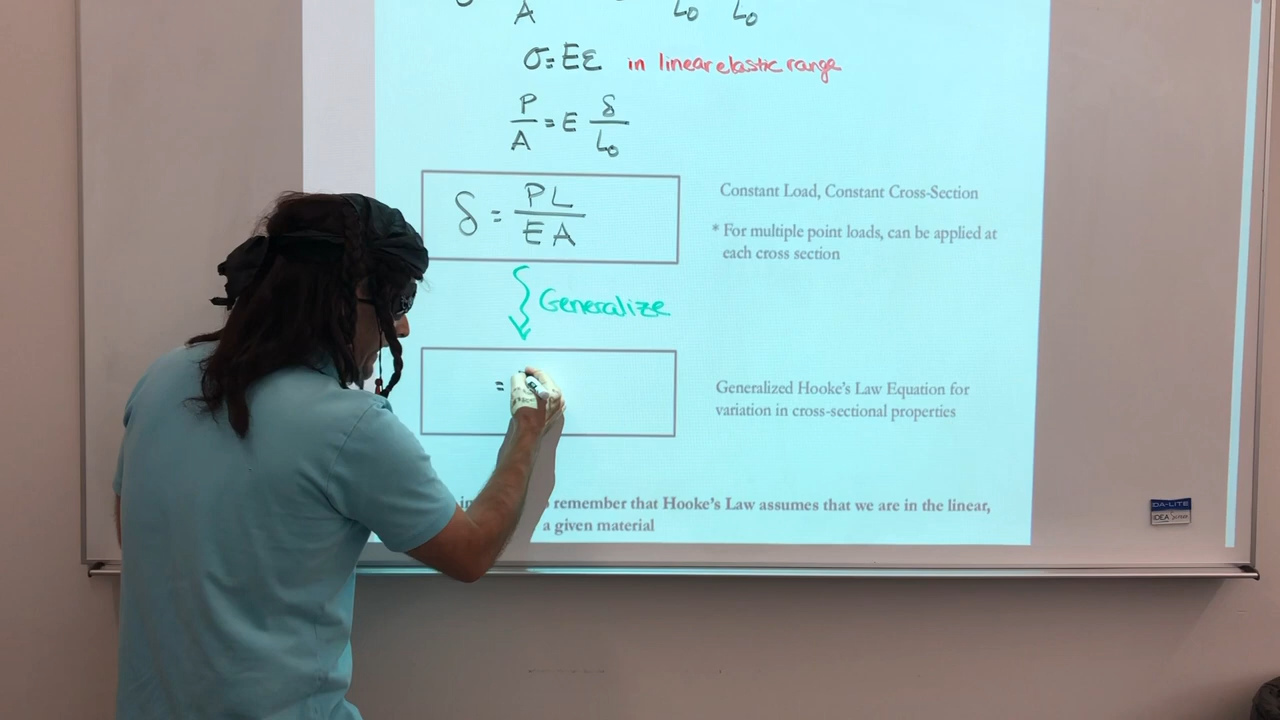 A L₀ L₀
σ=Eε in linear elastic range
P/A = E δ/L₀
δ = PL/EA
Constant Load, Constant Cross-Section
* For multiple point loads, can be applied at
each cross section
Generalize
=
Generalized Hooke's Law Equation for
variation in cross-sectional properties
remember that Hooke's Law assumes that we are in the linear,
a given material
DA-LITE
IDEA Screen